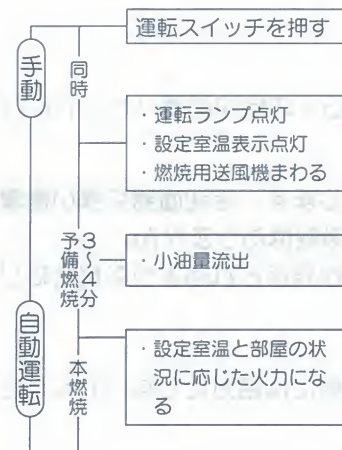 運転スイッチを押す
手動
同時
・運転ランプ点灯
・設定室温表示点灯
・燃焼用送風機まわる
3〜4分
予備燃焼
・小油量流出
自動運転
本燃焼
・設定室温と部屋の状
況に応じた火力にな
る